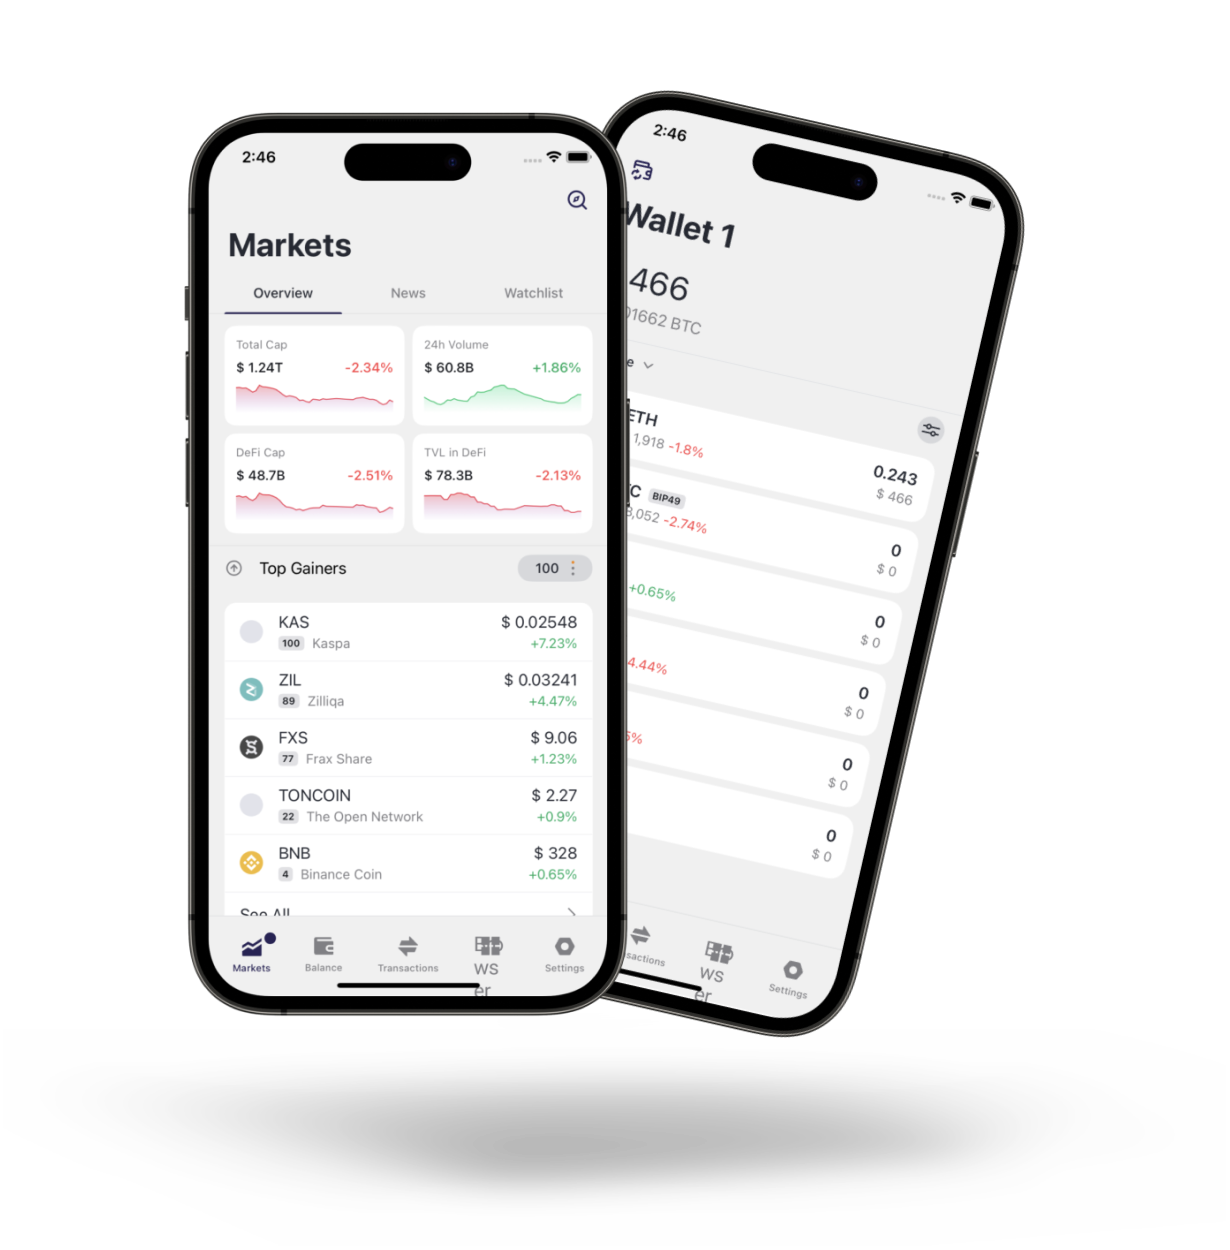 2:46
Markets
Overview News Watchlist
Total Cap
$ 1.24T -2.34%
24h Volume
$ 60.8B +1.86%
DeFi Cap
$ 48.7B -2.51%
TVL in DeFi
$ 78.3B -2.13%
Top Gainers 100
KAS $ 0.02548
100 Kaspa +7.23%
ZIL $ 0.03241
89 Zilliqa +4.47%
FXS $ 9.06
77 Frax Share +1.23%
TONCOIN $ 2.27
22 The Open Network +0.9%
BNB $ 328
4 Binance Coin +0.65%
See All
Markets Balance Transactions WS Settings
er
2:46
Wallet 1
466
01662 BTC
e
ETH 0.243
1,918 -1.8% $ 466
C BIP49 0
,052 -2.74% $ 0
0
+0.65% $ 0
0
4.44% $ 0
0
% $ 0
0
$ 0
sactions WS Settings
er